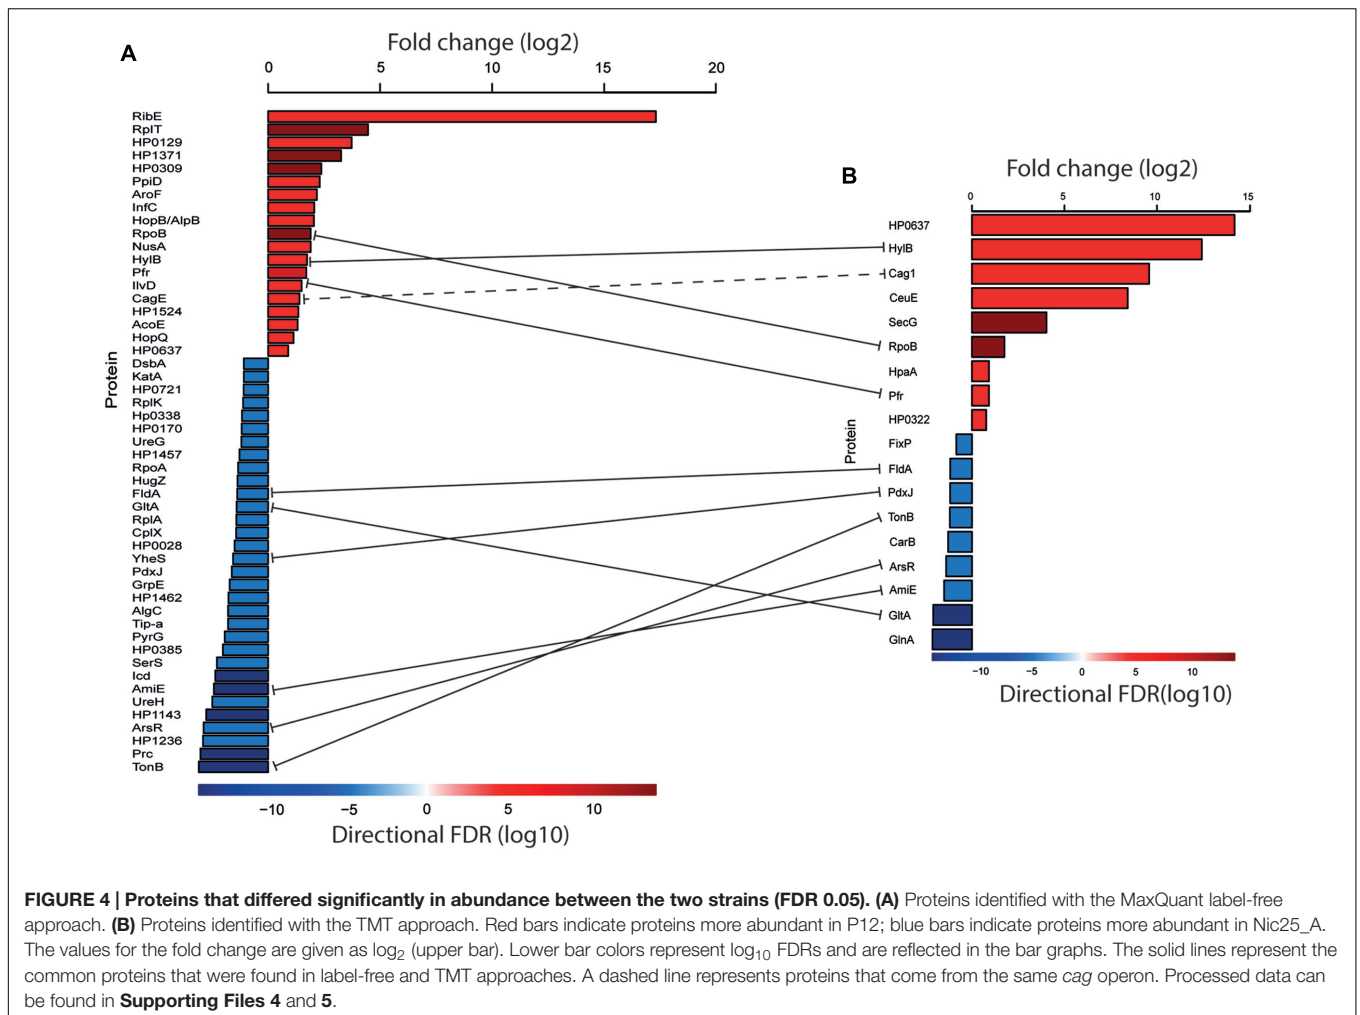 A
Fold change (log2)
0 5 10 15 20
Protein
RibE
RplT
HP0129
HP1371
HP0309
PpiD
AroF
InfC
HopB/AlpB
RpoB
NusA
HylB
Pfr
IlvD
CagE
HP1524
AcoE
HopQ
HP0637
DsbA
KatA
HP0721
RplK
Hp0338
HP0170
UreG
HP1457
RpoA
HugZ
FldA
GltA
RplA
CplX
HP0028
YheS
PdxJ
GrpE
HP1462
AlgC
Tip-a
PyrG
HP0385
SerS
Icd
AmiE
UreH
HP1143
ArsR
HP1236
Prc
TonB
−10 −5 0 5 10
Directional FDR (log10)
B
Fold change (log2)
0 5 10 15
Protein
HP0637
HylB
Cag1
CeuE
SecG
RpoB
HpaA
Pfr
HP0322
FixP
FldA
PdxJ
TonB
CarB
ArsR
AmiE
GltA
GlnA
−10 −5 0 5 10
Directional FDR(log10)
FIGURE 4 | Proteins that differed significantly in abundance between the two strains (FDR 0.05). (A) Proteins identified with the MaxQuant label-free
approach. (B) Proteins identified with the TMT approach. Red bars indicate proteins more abundant in P12; blue bars indicate proteins more abundant in Nic25_A.
The values for the fold change are given as log2 (upper bar). Lower bar colors represent log10 FDRs and are reflected in the bar graphs. The solid lines represent the
common proteins that were found in label-free and TMT approaches. A dashed line represents proteins that come from the same cag operon. Processed data can
be found in Supporting Files 4 and 5.